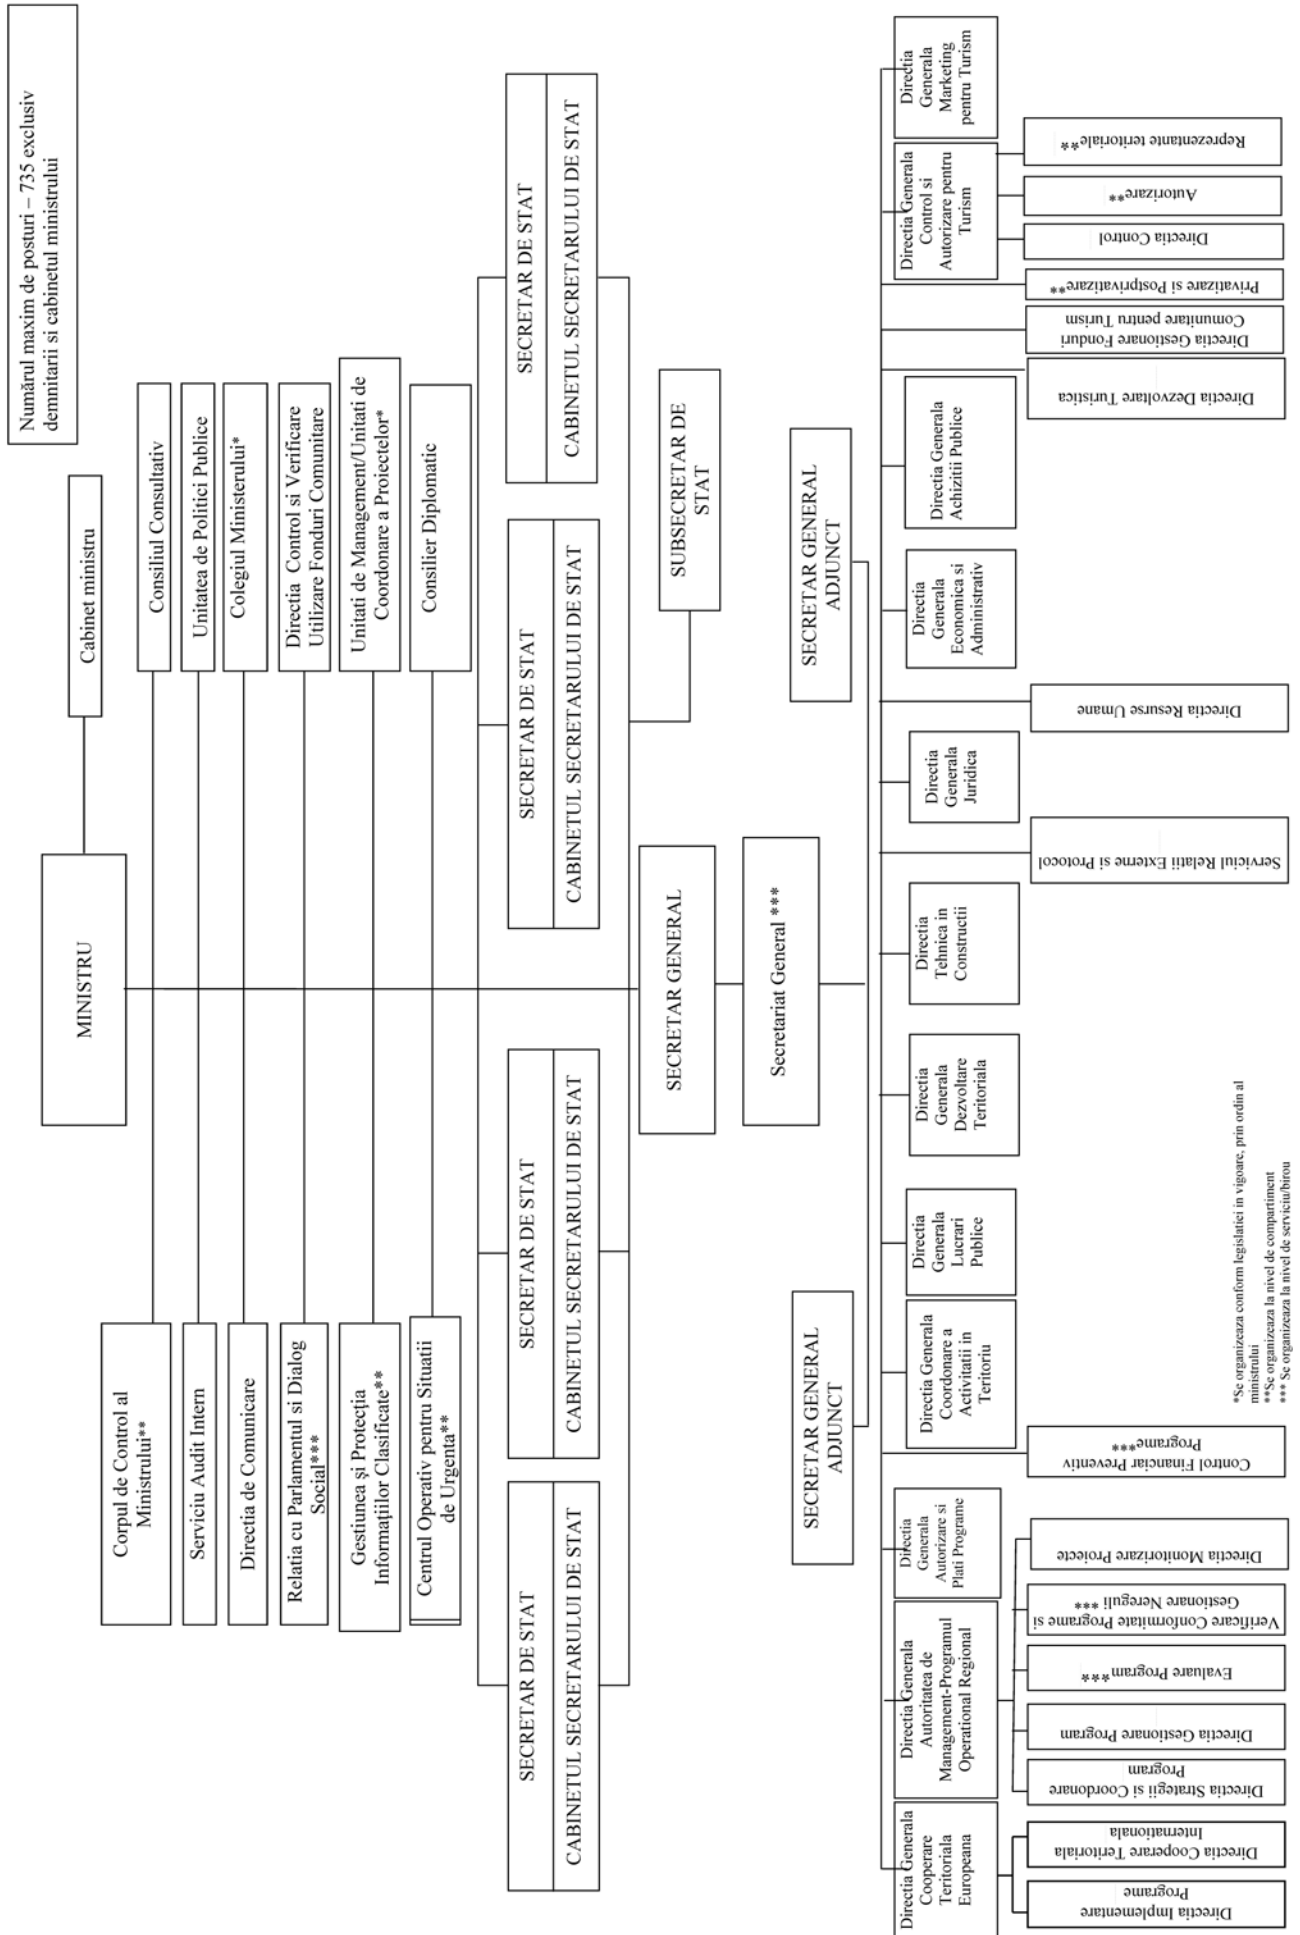 Numărul maxim de posturi – 735 exclusiv
demnitarii si cabinetul ministrului
MINISTRU
Cabinet ministru
Corpul de Control al
Ministrului**
Serviciu Audit Intern
Directia de Comunicare
Relatia cu Parlamentul si Dialog
Social***
Gestiunea şi Protecţia
Informaţiilor Clasificate**
Centrul Operativ pentru Situatii
de Urgenta**
Consiliul Consultativ
Unitatea de Politici Publice
Colegiul Ministerului*
Directia Control si Verificare
Utilizare Fonduri Comunitare
Unitati de Management/Unitati de
Coordonare a Proiectelor*
Consilier Diplomatic
SECRETAR DE STAT
CABINETUL SECRETARULUI DE STAT
SECRETAR DE STAT
CABINETUL SECRETARULUI DE STAT
SECRETAR DE STAT
CABINETUL SECRETARULUI DE STAT
SECRETAR DE STAT
CABINETUL SECRETARULUI DE STAT
SECRETAR GENERAL
SUBSECRETAR DE
STAT
Secretariat General ***
SECRETAR GENERAL
ADJUNCT
SECRETAR GENERAL
ADJUNCT
Directia Generala
Cooperare
Teritoriala
Europeana
Directia Generala
Autoritatea de
Management-Programul
Operational Regional
Directia
Generala
Autorizare si
Plati Programe
Directia Generala
Coordonare a
Activitatii in
Teritoriu
Directia
Generala
Lucrari
Publice
Directia
Generala
Dezvoltare
Teritoriala
Directia
Tehnica in
Constructii
Directia
Generala
Juridica
Directia
Generala
Economica si
Administrativ
Directia Generala
Achizitii Publice
Directia Generala
Control si
Autorizare pentru
Turism
Directia
Generala
Marketing
pentru Turism
Directia Implementare
Programe
Directia Cooperare Teritoriala
Internationala
Directia Strategii si Coordonare
Program
Directia Gestionare Program
Evaluare Program***
Verificare Conformitate Programe si
Gestionare Nereguli ***
Directia Monitorizare Proiecte
Control Financiar Preventiv
Programe***
Serviciul Relatii Externe si Protocol
Directia Resurse Umane
Directia Dezvoltare Turistica
Directia Gestionare Fonduri
Comunitare pentru Turism
Privatizare si Postprivatizare**
Directia Control
Autorizare**
Reprezentante teritoriale**
*Se organizeaza conform legislatiei in vigoare, prin ordin al
ministrului
**Se organizeaza la nivel de compartiment
*** Se organizeaza la nivel de serviciu/birou